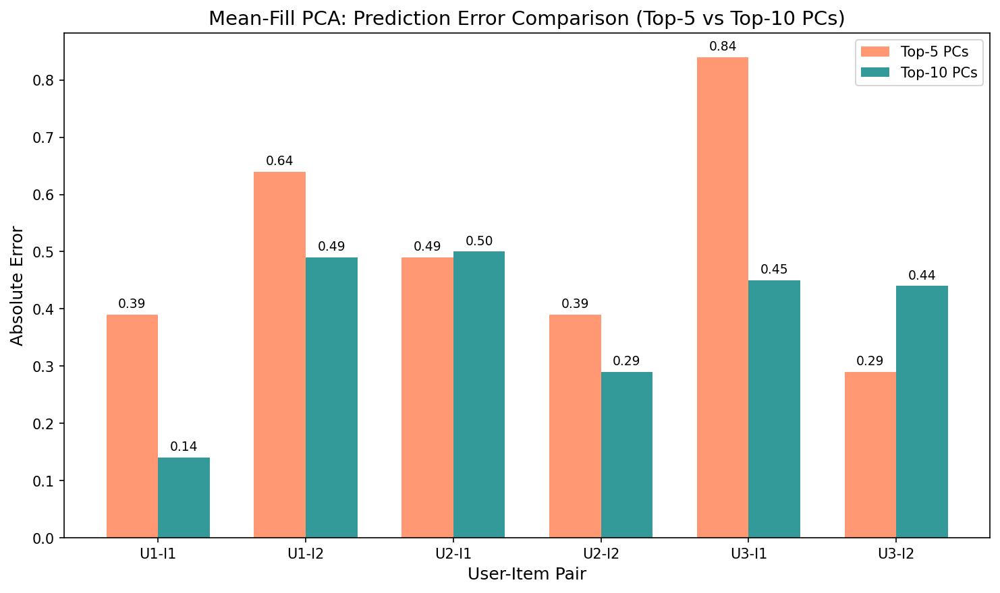 Mean-Fill PCA: Prediction Error Comparison (Top-5 vs Top-10 PCs)
Top-5 PCs
Top-10 PCs
Absolute Error
0.8
0.7
0.6
0.5
0.4
0.3
0.2
0.1
0.0
0.39
0.14
0.64
0.49
0.49
0.50
0.39
0.29
0.84
0.45
0.29
0.44
U1-I1
U1-I2
U2-I1
U2-I2
U3-I1
U3-I2
User-Item Pair